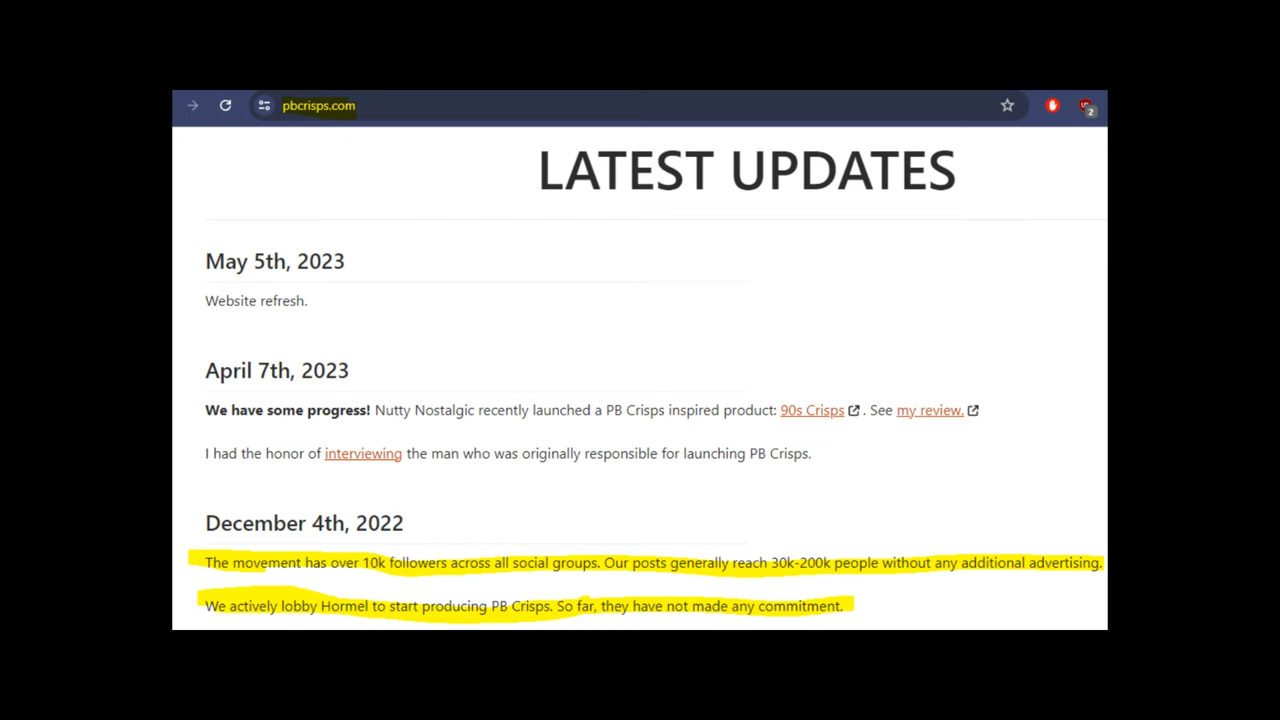 pbcrisps.com
2
LATEST UPDATES
May 5th, 2023
Website refresh.
April 7th, 2023
We have some progress! Nutty Nostalgic recently launched a PB Crisps inspired product: 90s Crisps . See my review.
I had the honor of interviewing the man who was originally responsible for launching PB Crisps.
December 4th, 2022
The movement has over 10k followers across all social groups. Our posts generally reach 30k-200k people without any additional advertising.
We actively lobby Hormel to start producing PB Crisps. So far, they have not made any commitment.